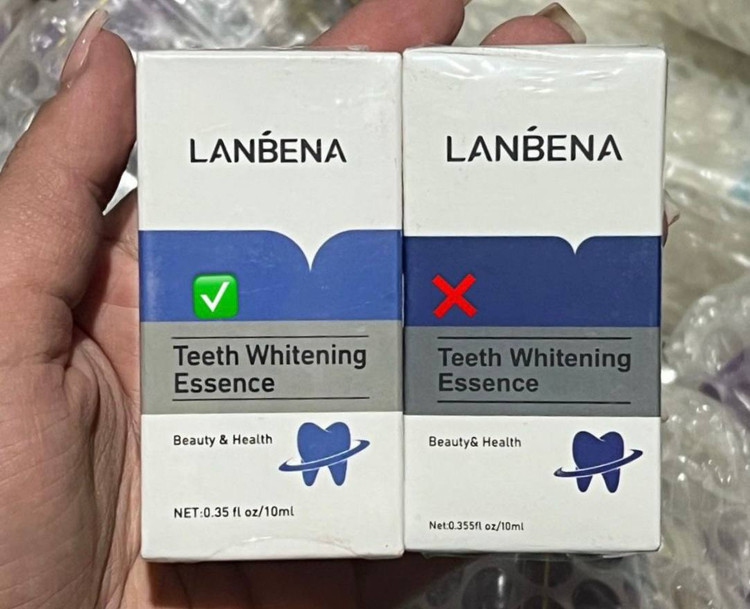 LANBENA
Teeth Whitening
Essence
Beauty & Health
NET:0.35 fl oz/10ml
LANBENA
Teeth Whitening
Essence
Beauty& Health
Net:0.355fl oz/10ml